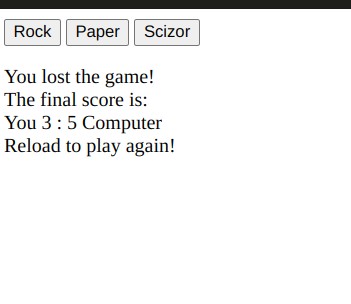 Rock Paper Scizor
You lost the game!
The final score is:
You 3 : 5 Computer
Reload to play again!